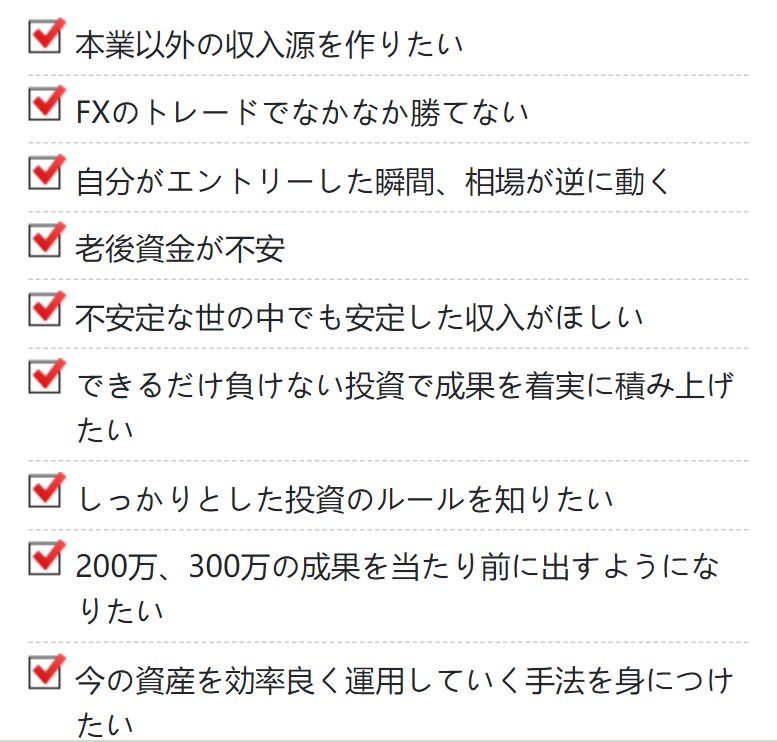 本業以外の収入源を作りたい
FXのトレードでなかなか勝てない
自分がエントリーした瞬間、相場が逆に動く
老後資金が不安
不安定な世の中でも安定した収入がほしい
できるだけ負けない投資で成果を着実に積み上げ
たい
しっかりとした投資のルールを知りたい
200万、300万の成果を当たり前に出すようにな
りたい
今の資産を効率良く運用していく手法を身につけ
たい